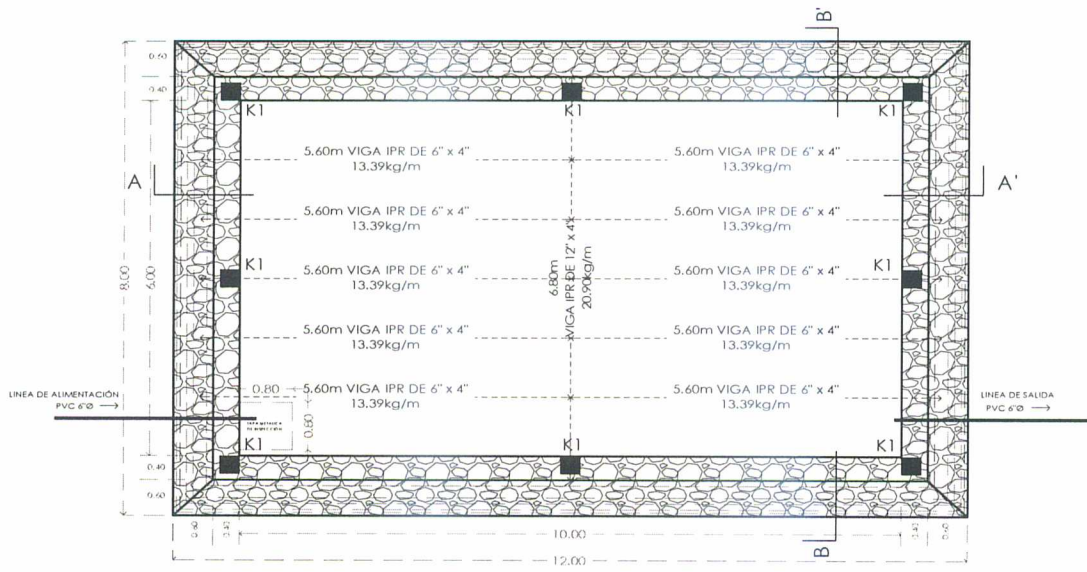 B'
0.60
0.40
K1 K1 K1
5.60m VIGA IPR DE 6" x 4"
13.39kg/m
5.60m VIGA IPR DE 6" x 4"
13.39kg/m
A
A'
5.60m VIGA IPR DE 6" x 4"
13.39kg/m
5.60m VIGA IPR DE 6" x 4"
13.39kg/m
8.00
6.00
K1
5.60m VIGA IPR DE 6" x 4"
13.39kg/m
6.80m
VIGA IPR DE 12" x 4"
20.90kg/m
5.60m VIGA IPR DE 6" x 4"
13.39kg/m
K1
5.60m VIGA IPR DE 6" x 4"
13.39kg/m
5.60m VIGA IPR DE 6" x 4"
13.39kg/m
0.80
5.60m VIGA IPR DE 6" x 4"
13.39kg/m
5.60m VIGA IPR DE 6" x 4"
13.39kg/m
LINEA DE ALIMENTACIÓN
PVC 6"Ø
0.80
LINEA DE SALIDA
PVC 6"Ø
K1 K1 K1
0.40
0.60
B
0.60 0.40 10.00 0.40 0.60
12.00